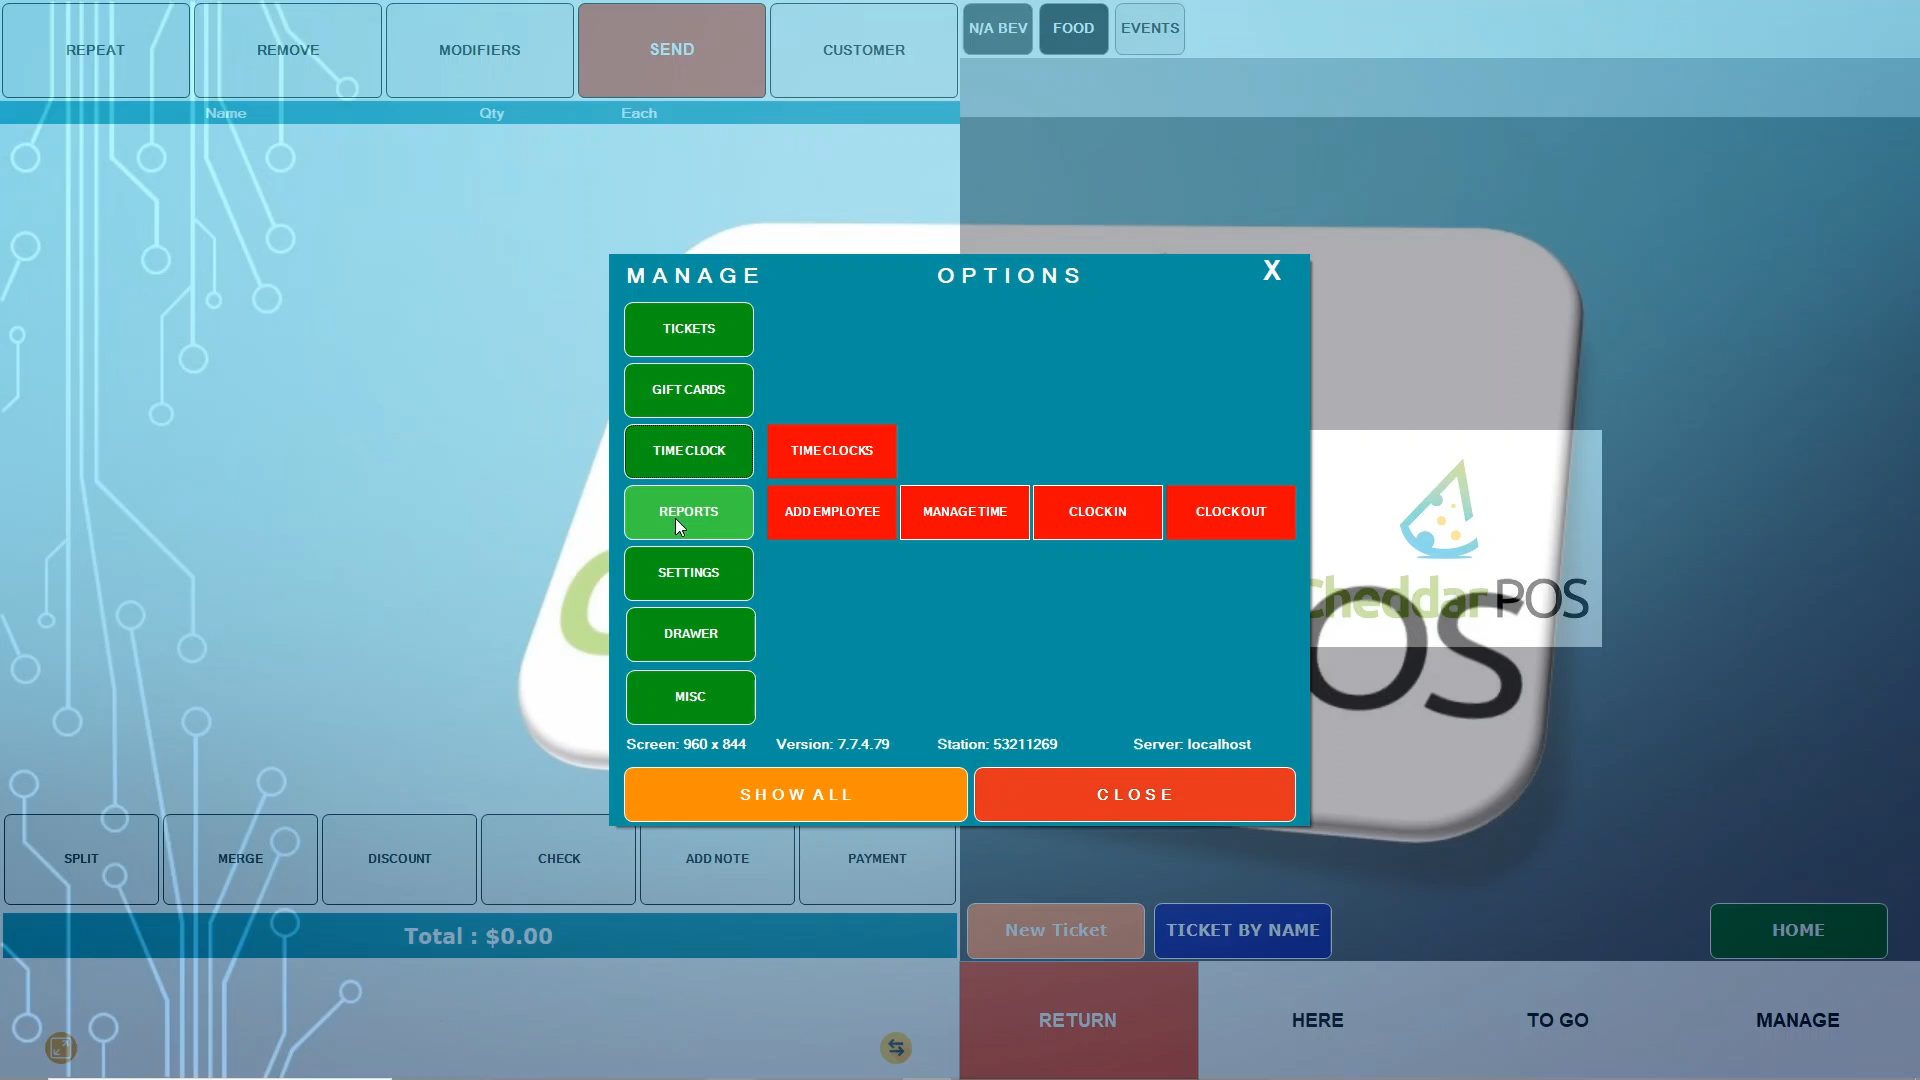 REPEAT
REMOVE
MODIFIERS
SEND
CUSTOMER
N/A BEV
FOOD
EVENTS
Name
Qty
Each
MANAGE
OPTIONS
X
TICKETS
GIFT CARDS
TIME CLOCK
TIME CLOCKS
REPORTS
ADD EMPLOYEE
MANAGE TIME
CLOCK IN
CLOCK OUT
SETTINGS
DRAWER
MISC
Cheddar POS
OS
Screen: 960 x 844
Version: 7.7.4.79
Station: 53211269
Server: localhost
SHOW ALL
CLOSE
SPLIT
MERGE
DISCOUNT
CHECK
ADD NOTE
PAYMENT
Total : $0.00
New Ticket
TICKET BY NAME
HOME
RETURN
HERE
TO GO
MANAGE